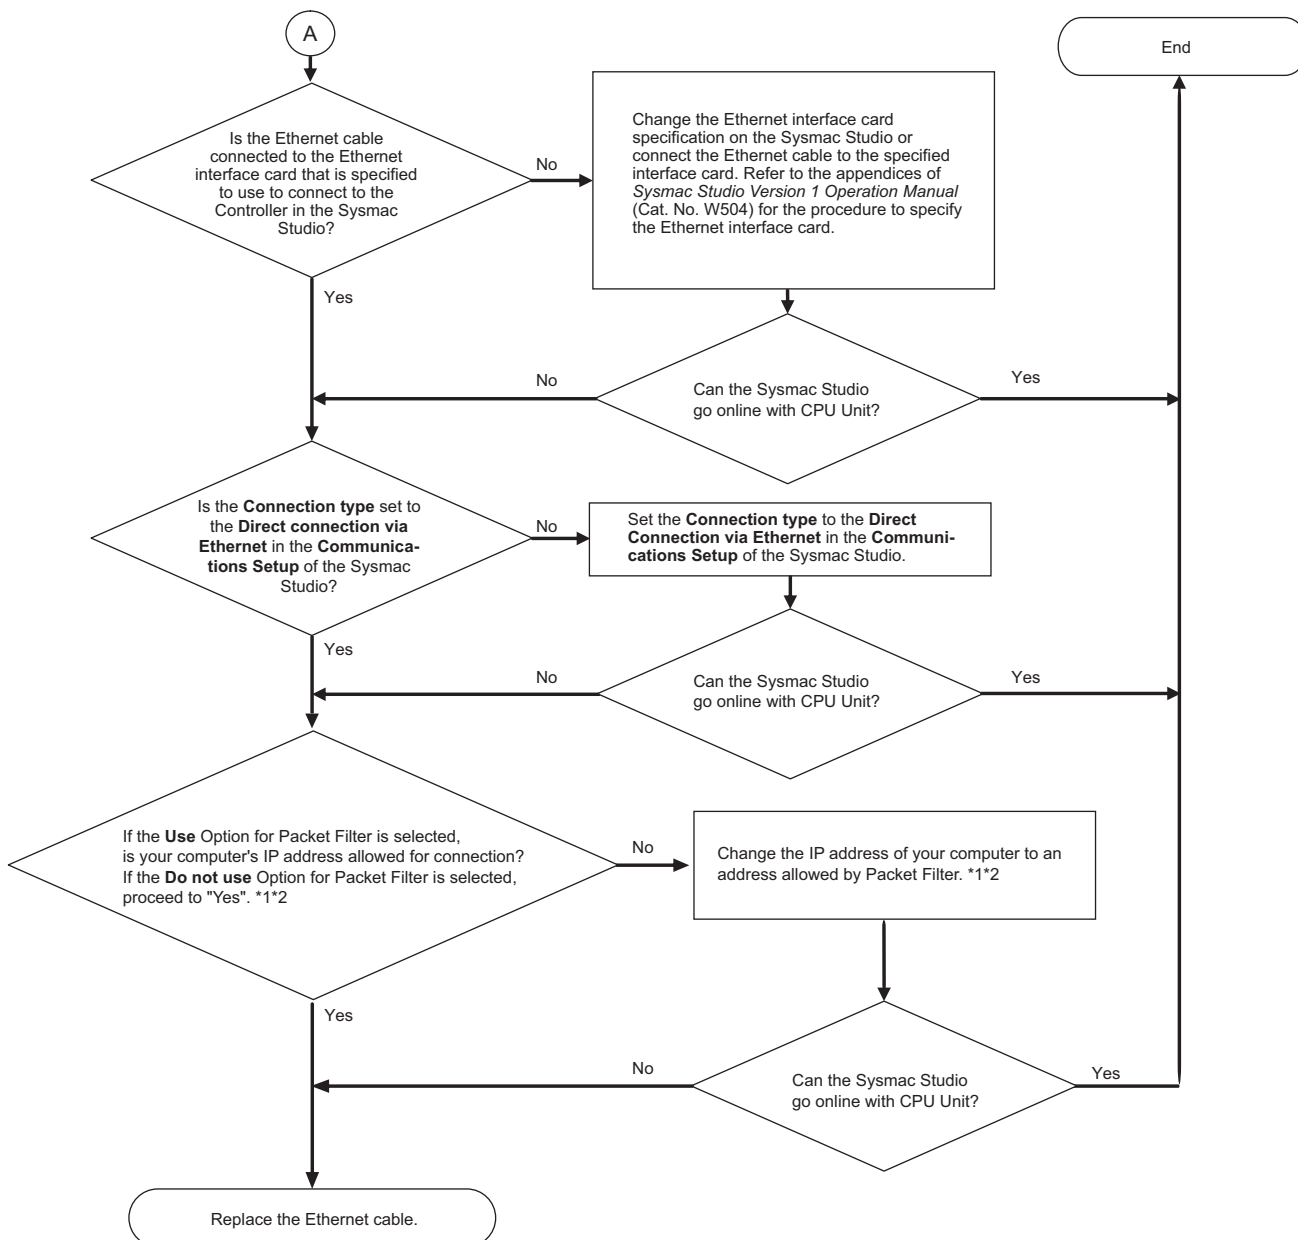 A
End
Is the Ethernet cable
connected to the Ethernet
interface card that is specified
to use to connect to the
Controller in the Sysmac
Studio?
No
Change the Ethernet interface card
specification on the Sysmac Studio or
connect the Ethernet cable to the specified
interface card. Refer to the appendices of
Sysmac Studio Version 1 Operation Manual
(Cat. No. W504) for the procedure to specify
the Ethernet interface card.
Yes
No
Can the Sysmac Studio
go online with CPU Unit?
Yes
Is the Connection type set to
the Direct connection via
Ethernet in the Communica-
tions Setup of the Sysmac
Studio?
No
Set the Connection type to the Direct
Connection via Ethernet in the Communi-
cations Setup of the Sysmac Studio.
Yes
No
Can the Sysmac Studio
go online with CPU Unit?
Yes
If the Use Option for Packet Filter is selected,
is your computer's IP address allowed for connection?
If the Do not use Option for Packet Filter is selected,
proceed to "Yes". *1*2
No
Change the IP address of your computer to an
address allowed by Packet Filter. *1*2
Yes
No
Can the Sysmac Studio
go online with CPU Unit?
Yes
Replace the Ethernet cable.